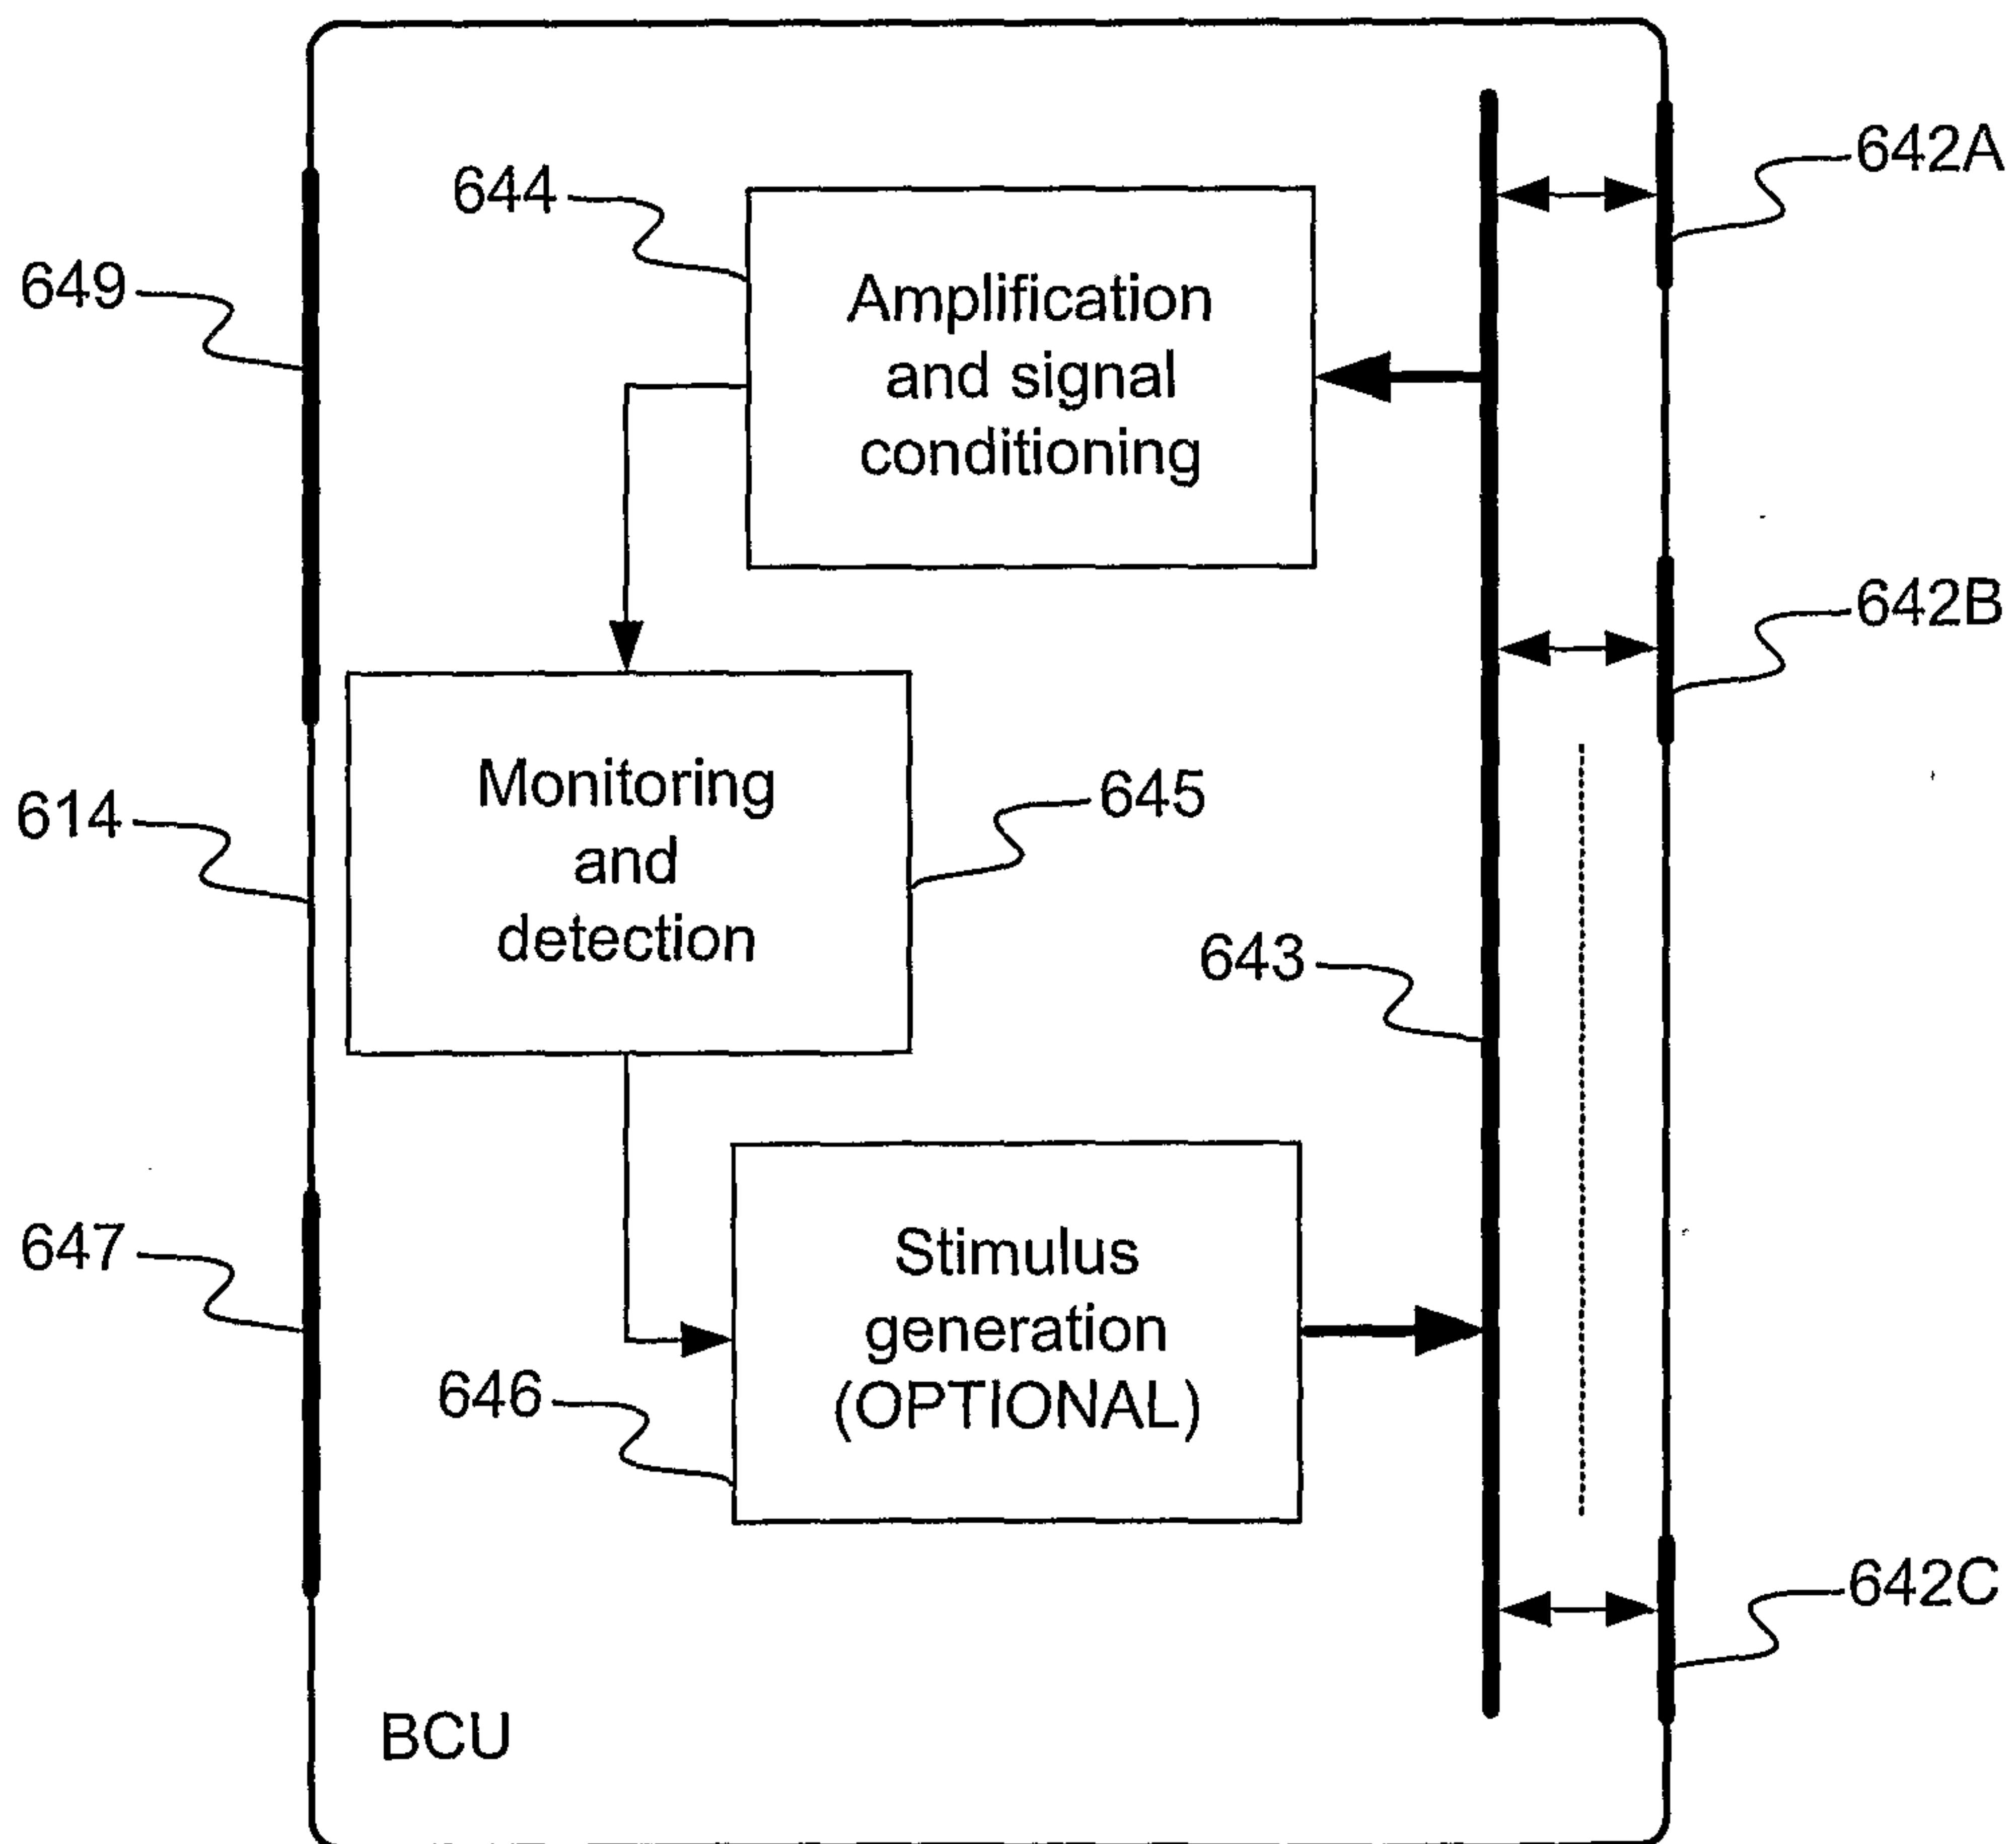 642A
644
Amplification
and signal
conditioning
649
642B
Monitoring
and
detection
645
614
643
Stimulus
generation
(OPTIONAL)
647
646
642C
BCU